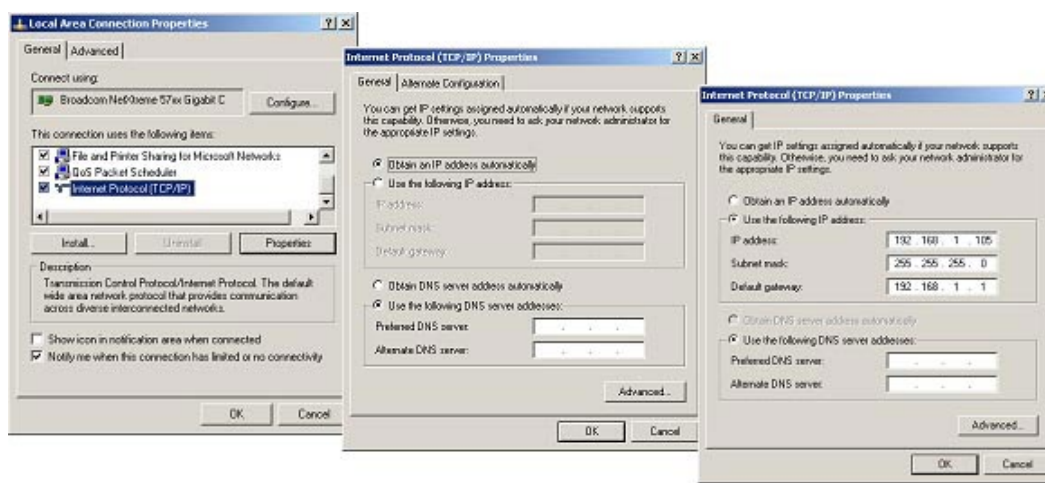 Local Area Connection Properties
General Advanced
Connect using:
Broadcom NetXtreme 57xx Gigabit C
Configure...
This connection uses the following items:
File and Printer Sharing for Microsoft Networks
QoS Packet Scheduler
Internet Protocol (TCP/IP)
Install...
Uninstall
Properties
Description
Transmission Control Protocol/Internet Protocol. The default
wide area network protocol that provides communication
across diverse interconnected networks.
Show icon in notification area when connected
Notify me when this connection has limited or no connectivity
OK
Cancel
Internet Protocol (TCP/IP) Properties
General Alternate Configuration
You can get IP settings assigned automatically if your network supports
this capability. Otherwise, you need to ask your network administrator for
the appropriate IP settings.
Obtain an IP address automatically
Use the following IP address:
IP address:
Subnet mask:
Default gateway:
Obtain DNS server address automatically
Use the following DNS server addresses:
Preferred DNS server:
Alternate DNS server:
Advanced...
OK
Cancel
Internet Protocol (TCP/IP) Properties
General
You can get IP settings assigned automatically if your network supports
this capability. Otherwise, you need to ask your network administrator for
the appropriate IP settings.
Obtain an IP address automatically
Use the following IP address:
IP address: 192 . 168 . 1 . 105
Subnet mask: 255 . 255 . 255 . 0
Default gateway: 192 . 168 . 1 . 1
Obtain DNS server address automatically
Use the following DNS server addresses:
Preferred DNS server:
Alternate DNS server:
Advanced...
OK
Cancel